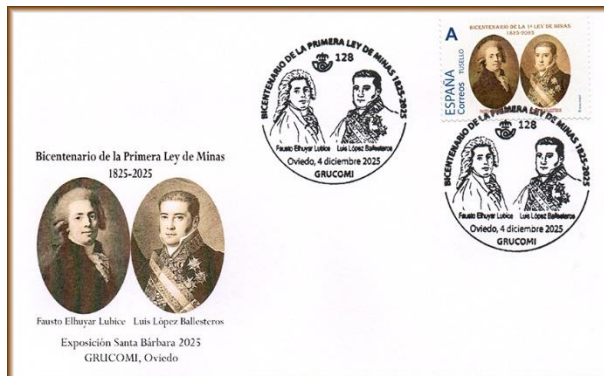 Bicentenario de la Primera Ley de Minas
1825-2025
Fausto Elhuyar Lubice Luis López Ballesteros
Exposición Santa Bárbara 2025
GRUCOMI, Oviedo
BICENTENARIO DE LA PRIMERA LEY DE MINAS 1825-2025
128
Fausto Elhuyar Lubice Luis López Ballesteros
Oviedo, 4 diciembre 2025
GRUCOMI
A
ESPAÑA
Correos
TUSELLO
BICENTENARIO DE LA 1ª LEY DE MINAS
1825-2025
BICENTENARIO DE LA PRIMERA LEY DE MINAS 1825-2025
128
Fausto Elhuyar Lubice Luis López Ballesteros
Oviedo, 4 diciembre 2025
GRUCOMI